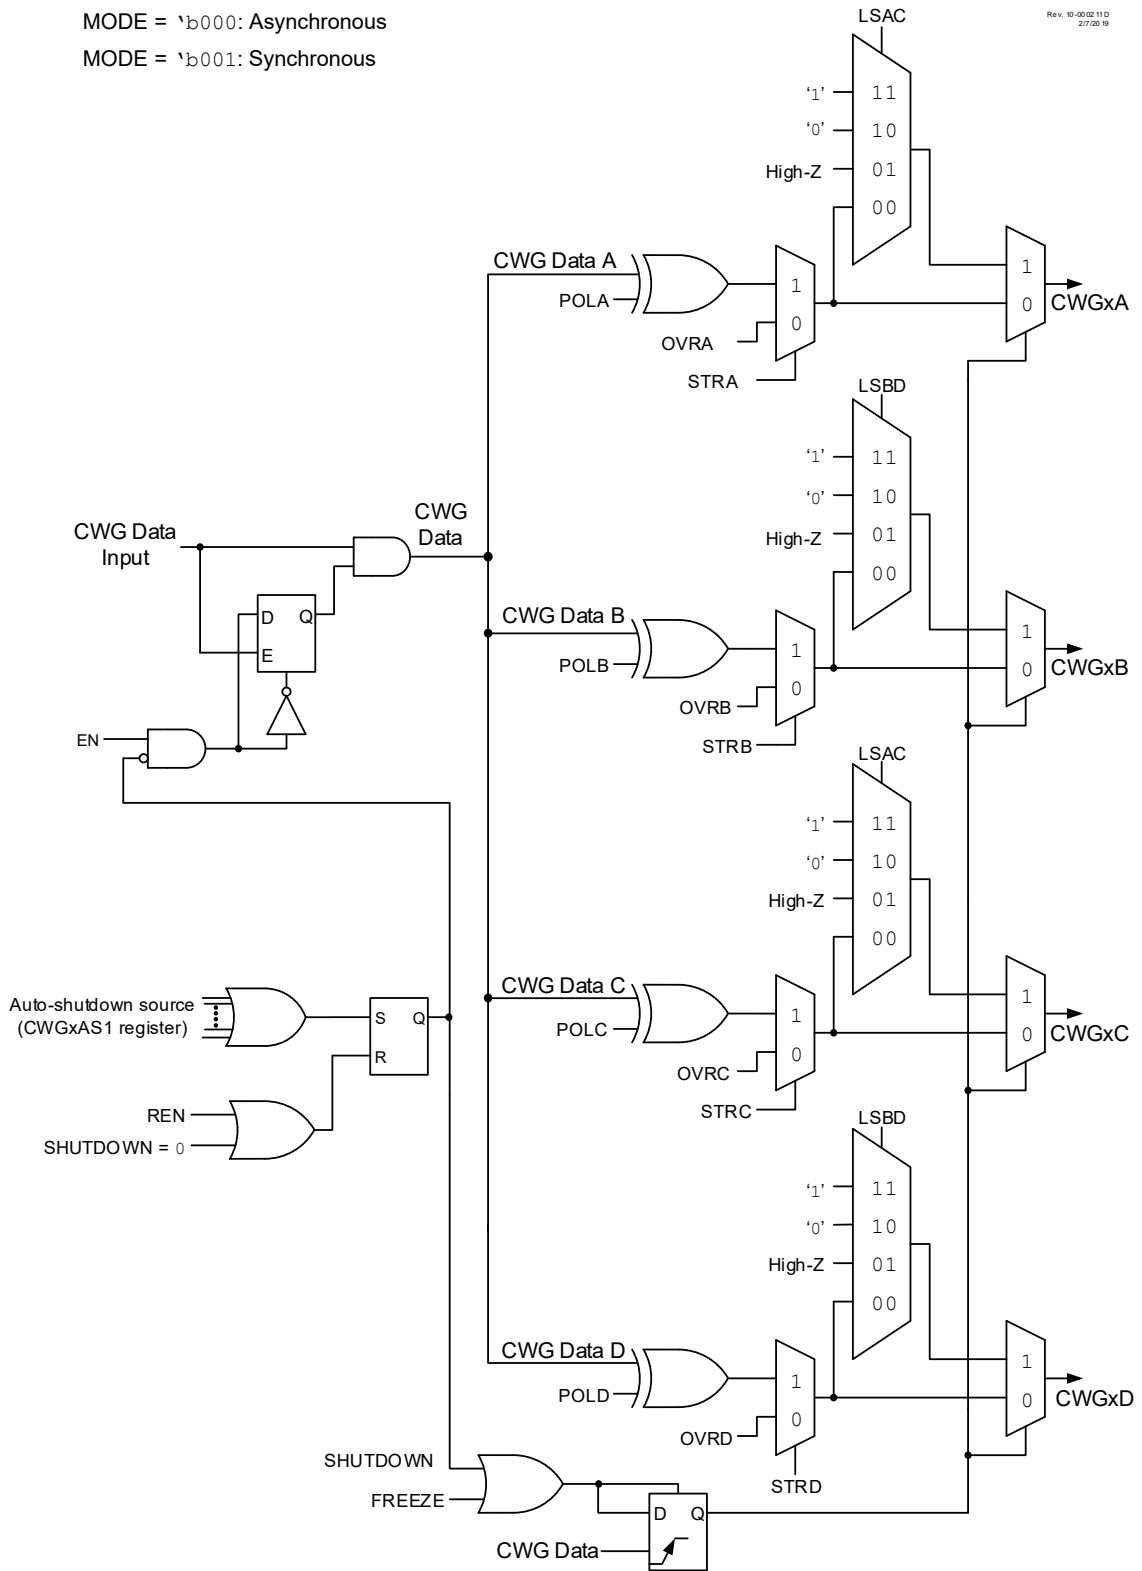 MODE = 'b000: Asynchronous
MODE = 'b001: Synchronous
Rev. 10-000211D
2/7/2019
LSAC
'1'
11
'0'
10
High-Z
01
00
CWG Data A
POLA
1
0
OVRA
STRA
1
0
CWGxA
LSBD
'1'
11
'0'
10
High-Z
01
00
CWG Data Input
CWG Data
D Q
E
EN
CWG Data B
POLB
1
0
OVRB
STRB
1
0
CWGxB
LSAC
'1'
11
'0'
10
High-Z
01
00
Auto-shutdown source
(CWGxAS1 register)
S Q
R
REN
SHUTDOWN = 0
CWG Data C
POLC
1
0
OVRC
STRC
1
0
CWGxC
LSBD
'1'
11
'0'
10
High-Z
01
00
CWG Data D
POLD
1
0
OVRD
STRD
1
0
CWGxD
SHUTDOWN
FREEZE
D Q
CWG Data